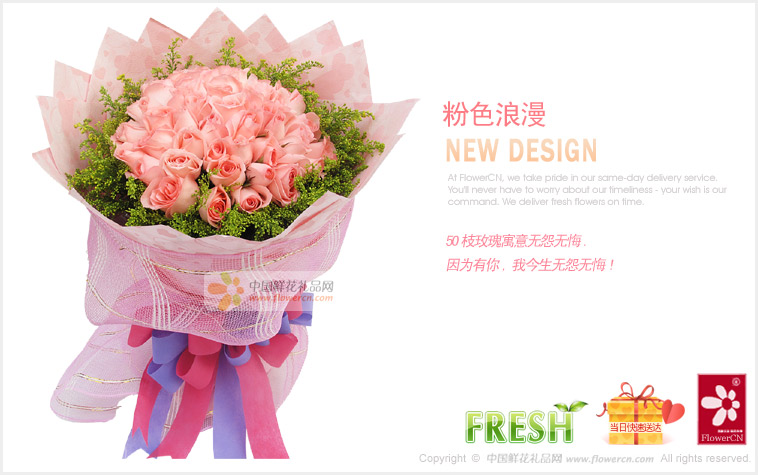 粉色浪漫
NEW DESIGN
At FlowerCN, we take pride in our same-day delivery service.
You'll never have to worry about our timeliness - your wish is our
command. We deliver fresh flowers on time.
50 枝玫瑰寓意无怨无悔 .
因为有你 , 我今生无怨无悔 !
中国鲜花礼品网
www.flowercn.com
FRESH
当日快速送达
FlowerCN
Copyright © 中国鲜花礼品网 www.flowercn.com All rights reserved.